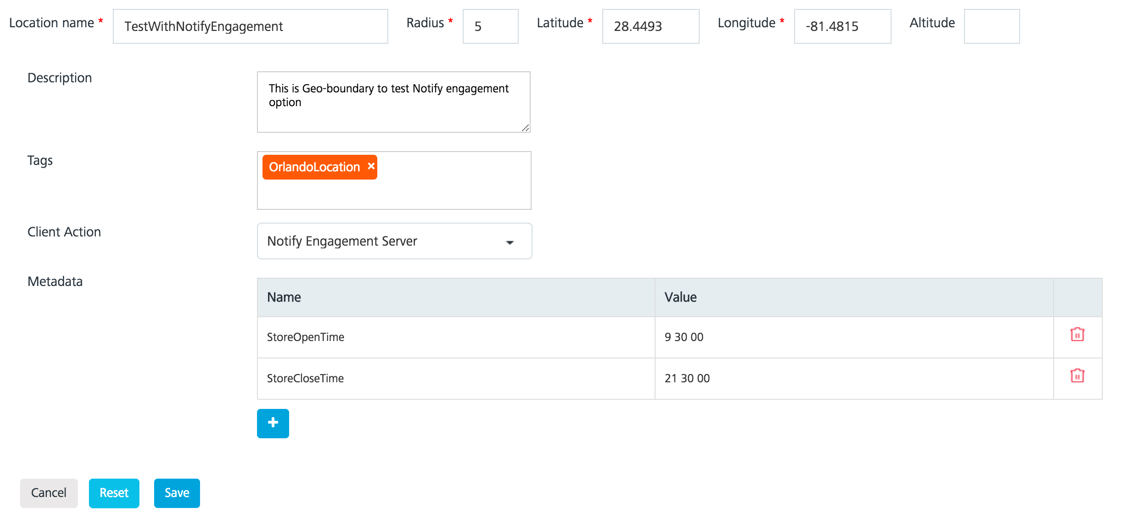 Location name * TestWithNotifyEngagement Radius * 5 Latitude * 28.4493 Longitude * -81.4815 Altitude
Description
This is Geo-boundary to test Notify engagement
option
Tags
OrlandoLocation ×
Client Action
Notify Engagement Server
Metadata
Name Value
StoreOpenTime 9 30 00
StoreCloseTime 21 30 00
+
Cancel Reset Save